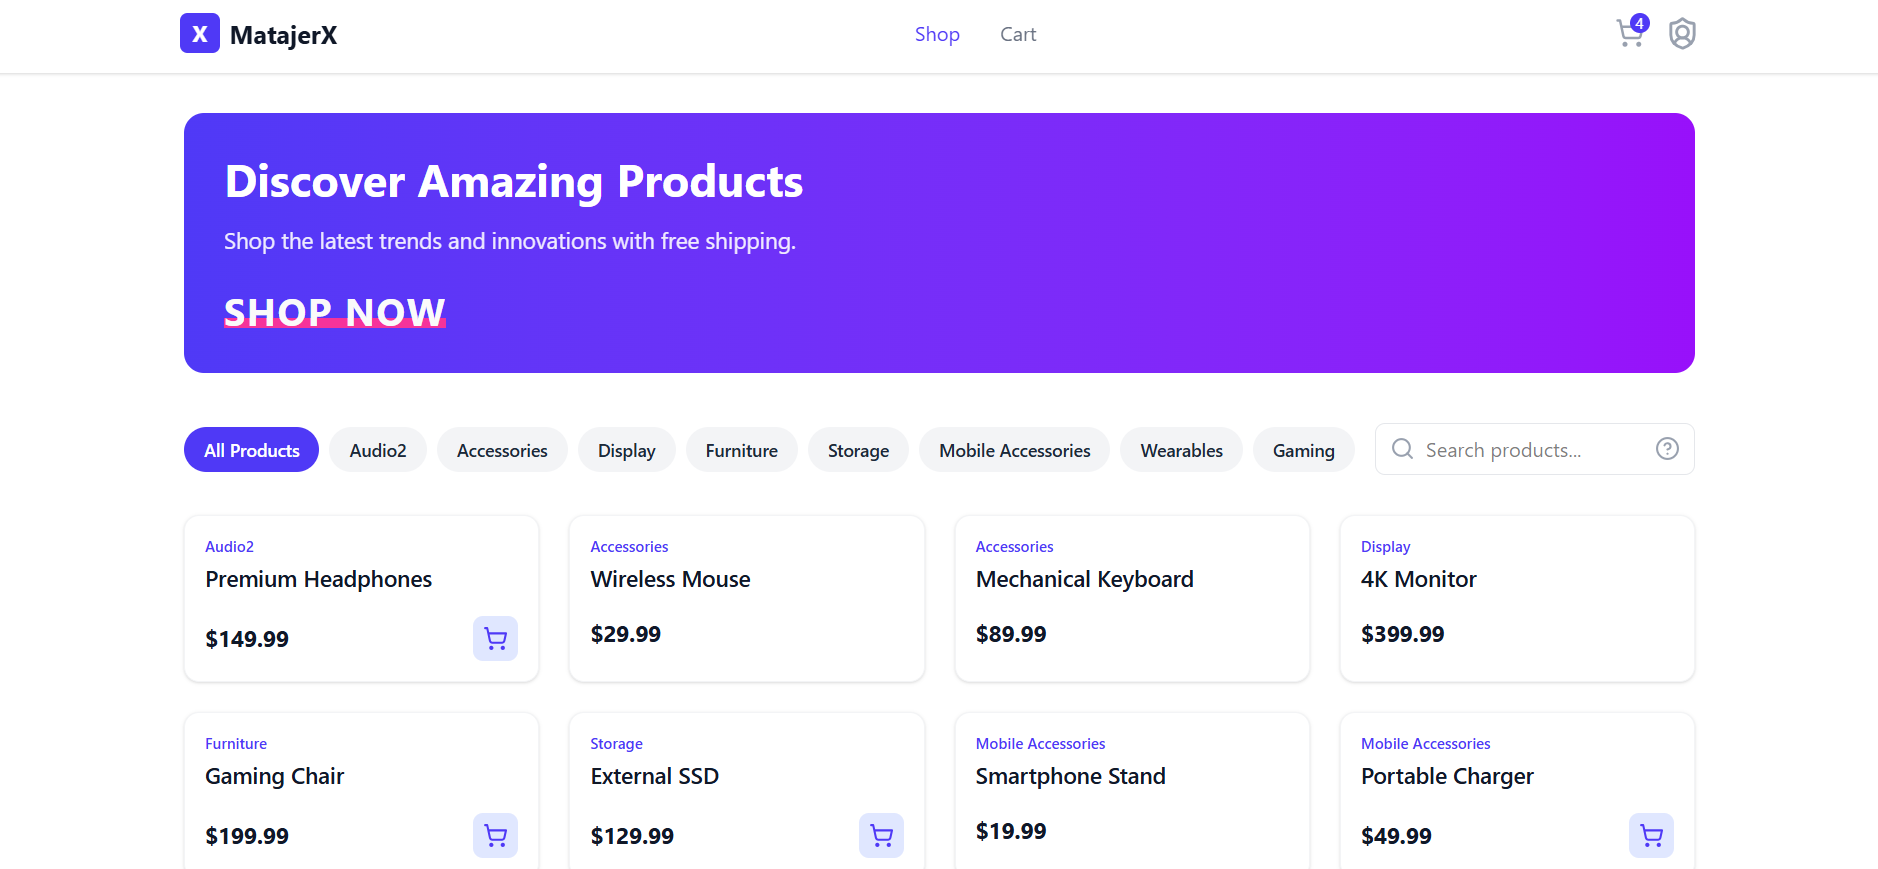 X MatajerX Shop Cart 4
Discover Amazing Products
Shop the latest trends and innovations with free shipping.
SHOP NOW
All Products Audio2 Accessories Display Furniture Storage Mobile Accessories Wearables Gaming Search products...
Audio2
Premium Headphones
$149.99
Accessories
Wireless Mouse
$29.99
Accessories
Mechanical Keyboard
$89.99
Display
4K Monitor
$399.99
Furniture
Gaming Chair
$199.99
Storage
External SSD
$129.99
Mobile Accessories
Smartphone Stand
$19.99
Mobile Accessories
Portable Charger
$49.99